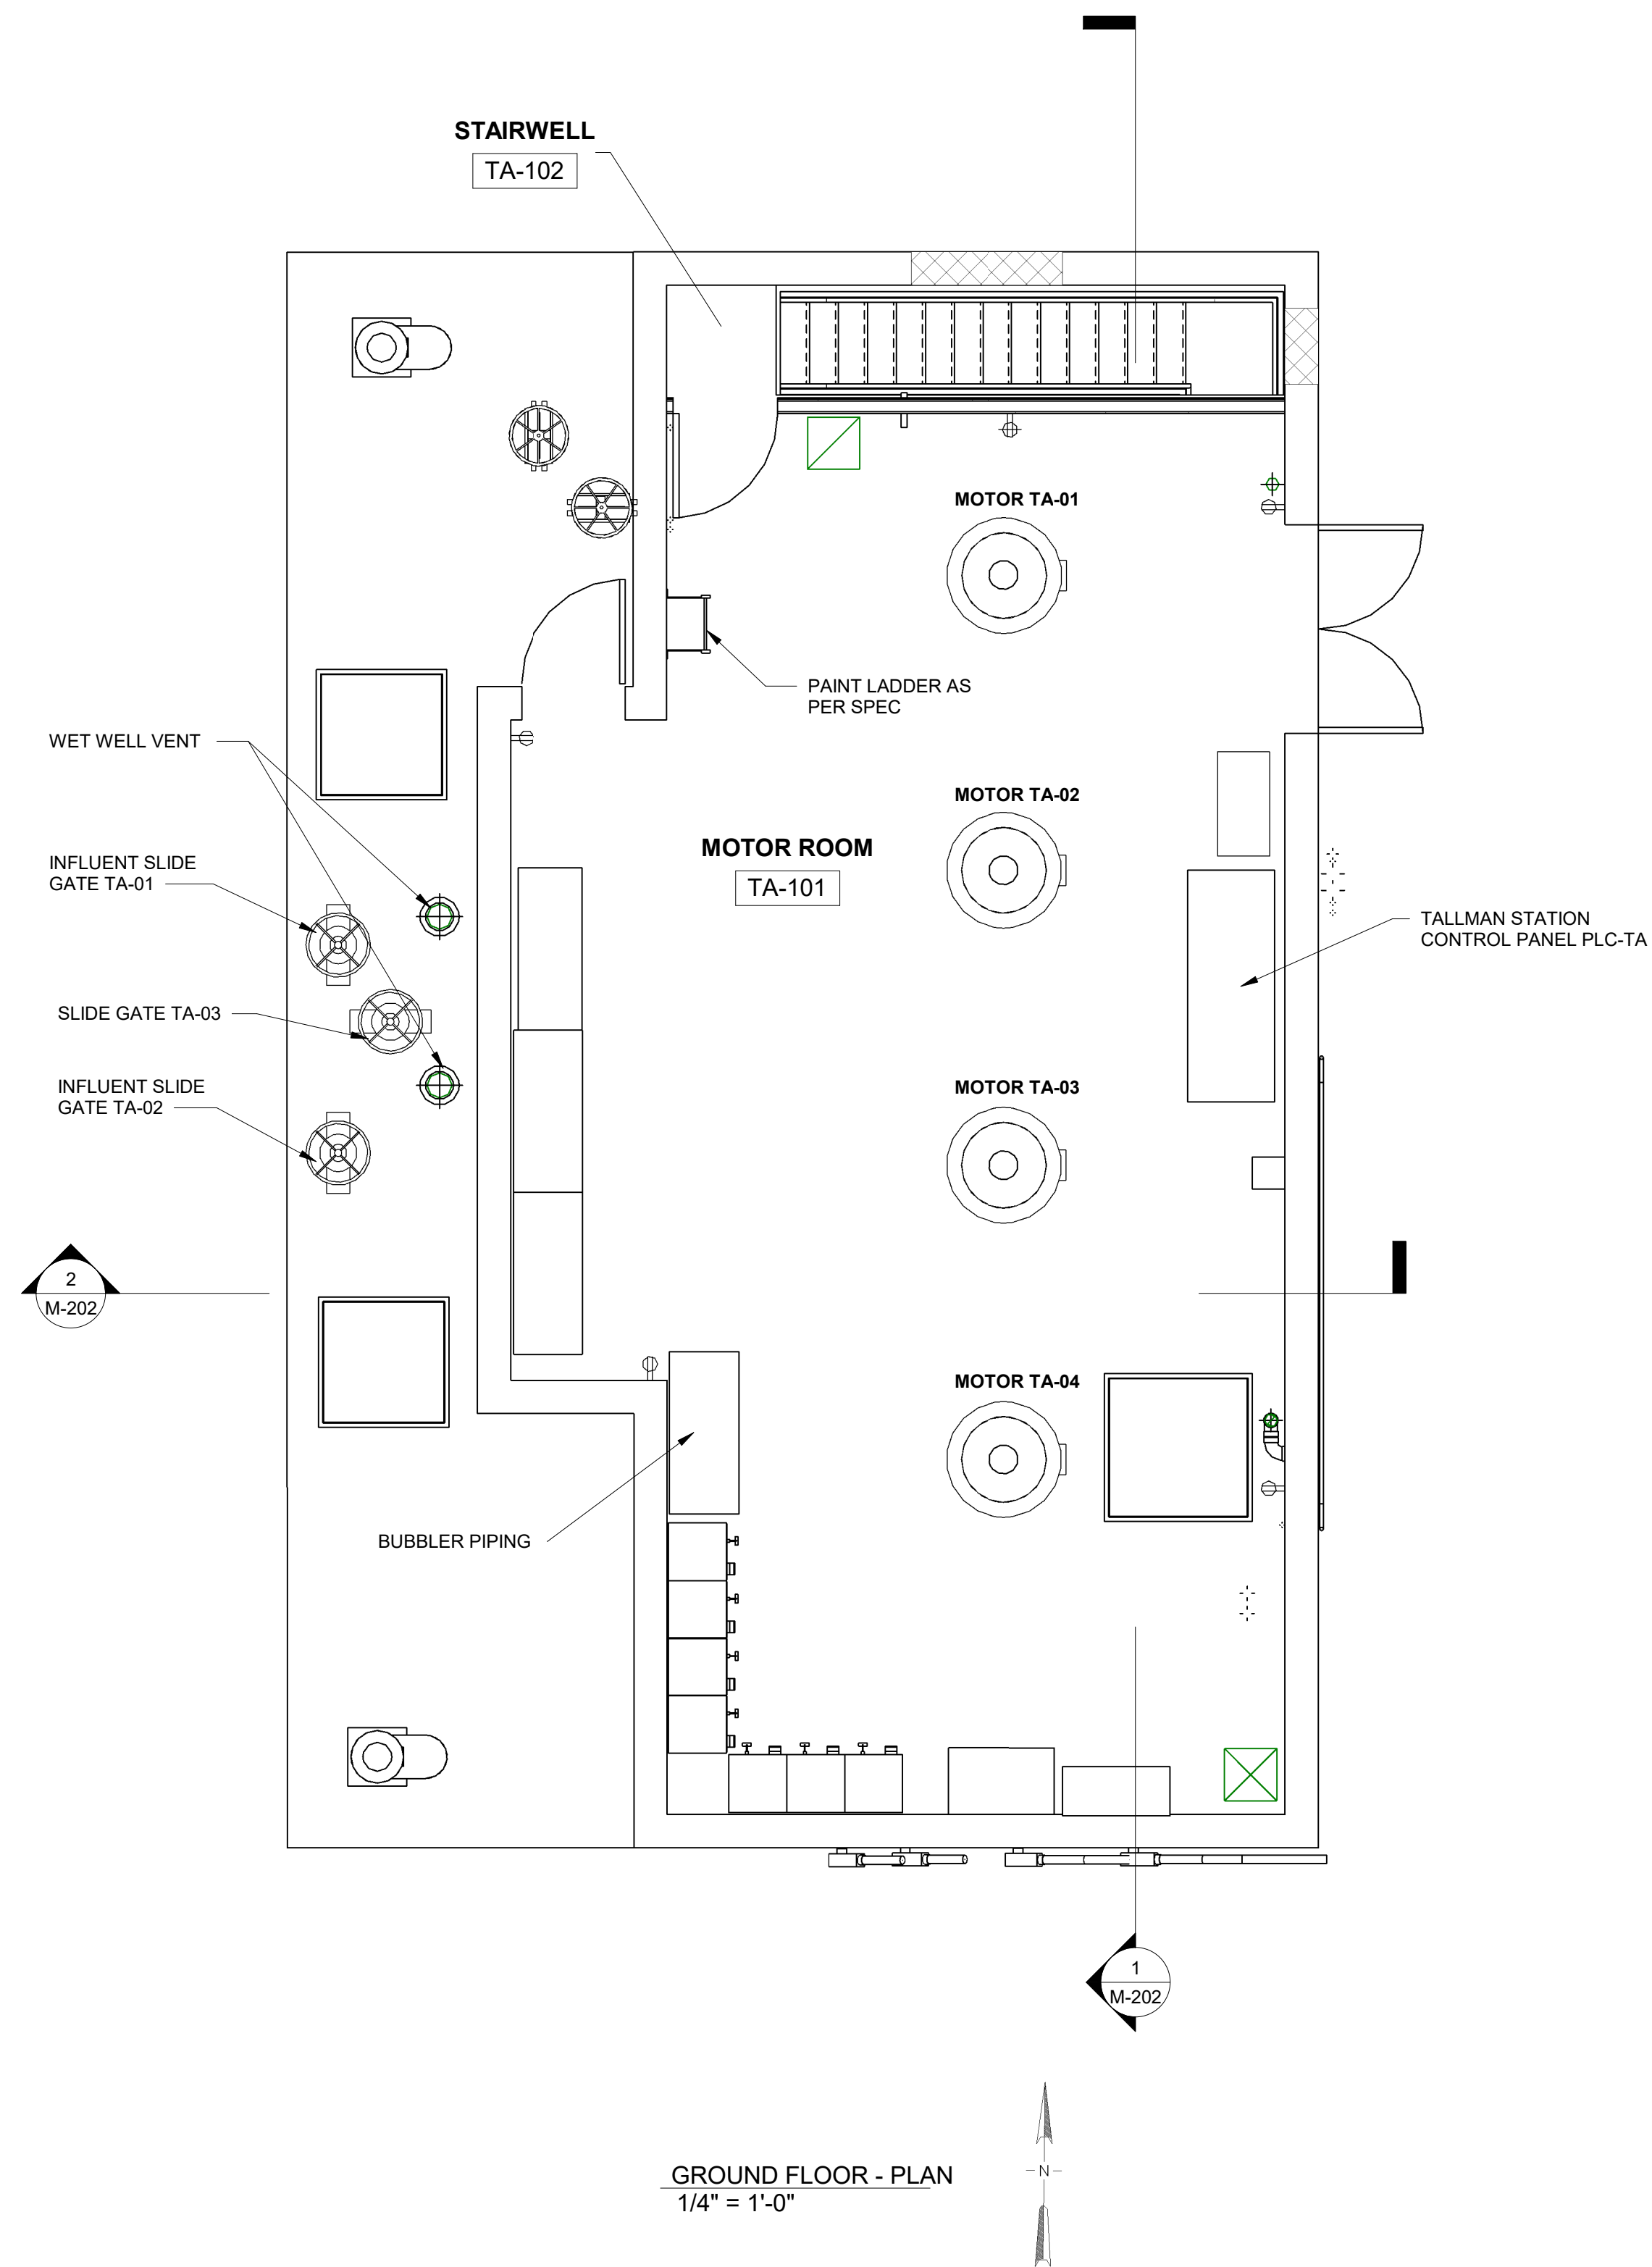 STAIRWELL
TA-102
MOTOR TA-01
PAINT LADDER AS
PER SPEC
WET WELL VENT
MOTOR TA-02
MOTOR ROOM
TA-101
INFLUENT SLIDE
GATE TA-01
TALLMAN STATION
CONTROL PANEL PLC-TA
SLIDE GATE TA-03
INFLUENT SLIDE
GATE TA-02
MOTOR TA-03
2
M-202
MOTOR TA-04
BUBBLER PIPING
1
M-202
N
GROUND FLOOR - PLAN
1/4" = 1'-0"